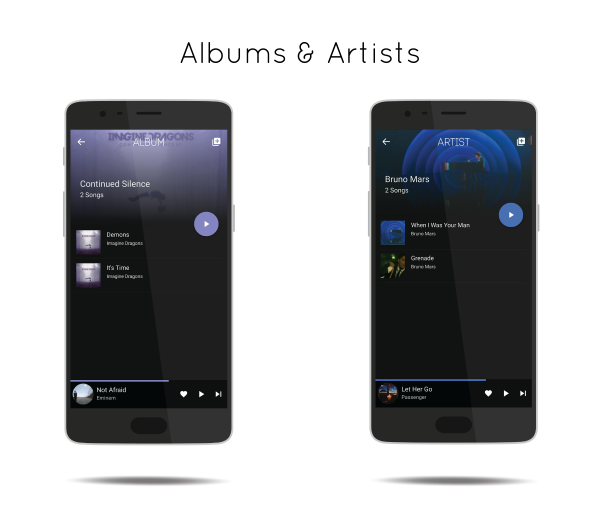 Albums & Artists
IMAGINE DRAGONS
ALBUM
Continued Silence
2 Songs
Demons
Imagine Dragons
It's Time
Imagine Dragons
Not Afraid
Eminem
ARTIST
Bruno Mars
2 Songs
When I Was Your Man
Bruno Mars
Grenade
Bruno Mars
Let Her Go
Passenger